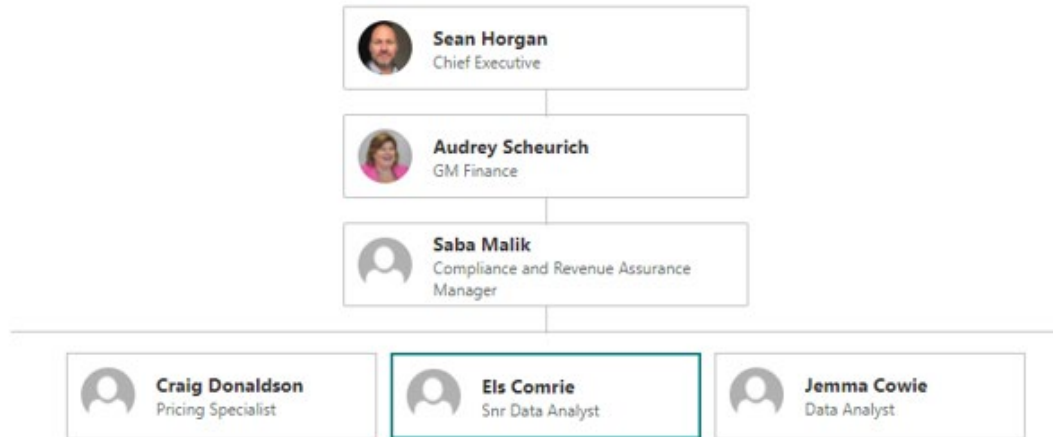 Sean Horgan
Chief Executive
Audrey Scheurich
GM Finance
Saba Malik
Compliance and Revenue Assurance
Manager
Craig Donaldson
Pricing Specialist
Els Comrie
Snr Data Analyst
Jemma Cowie
Data Analyst